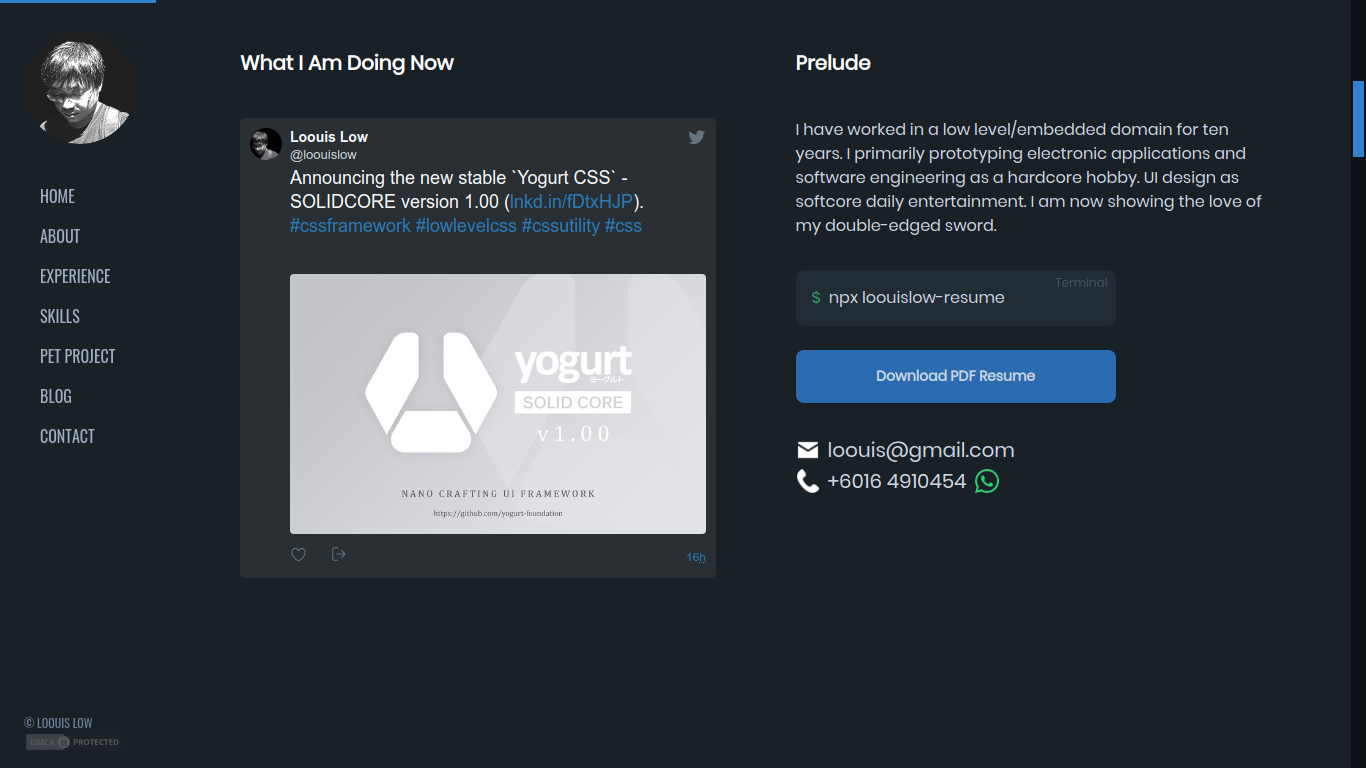 HOME
ABOUT
EXPERIENCE
SKILLS
PET PROJECT
BLOG
CONTACT
© LOOUIS LOW
DMCA PROTECTED
What I Am Doing Now
Loouis Low
@loouislow
Announcing the new stable `Yogurt CSS` -
SOLIDCORE version 1.00 (lnkd.in/fDtxHJP).
#cssframework #lowlevelcss #cssutility #css
yogurt
ヨーグルト
SOLID CORE
v1.00
NANO CRAFTING UI FRAMEWORK
https://github.com/yogurt-foundation
16h
Prelude
I have worked in a low level/embedded domain for ten
years. I primarily prototyping electronic applications and
software engineering as a hardcore hobby. UI design as
softcore daily entertainment. I am now showing the love of
my double-edged sword.
Terminal
$ npx loouislow-resume
Download PDF Resume
loouis@gmail.com
+6016 4910454